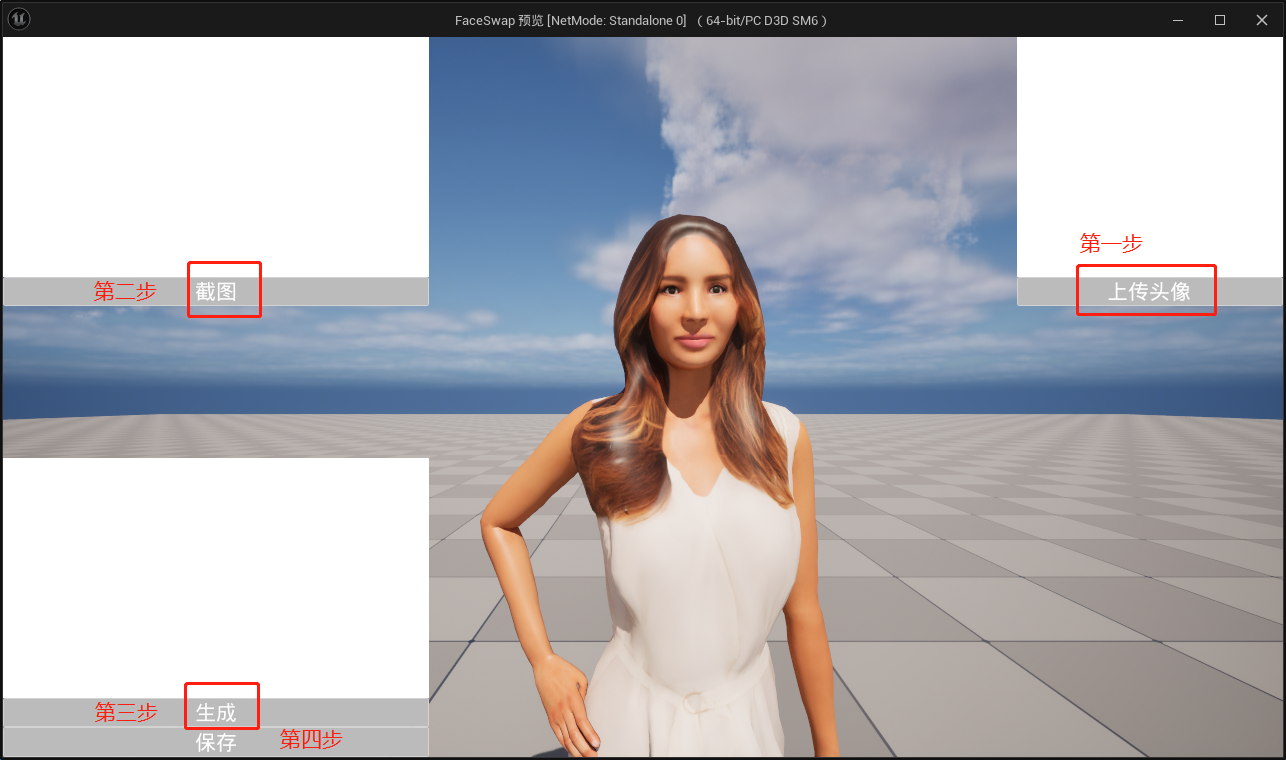 FaceSwap 预览 [NetMode: Standalone 0] （64-bit/PC D3D SM6）
第一步
第二步 截图
上传头像
第三步 生成
保存 第四步